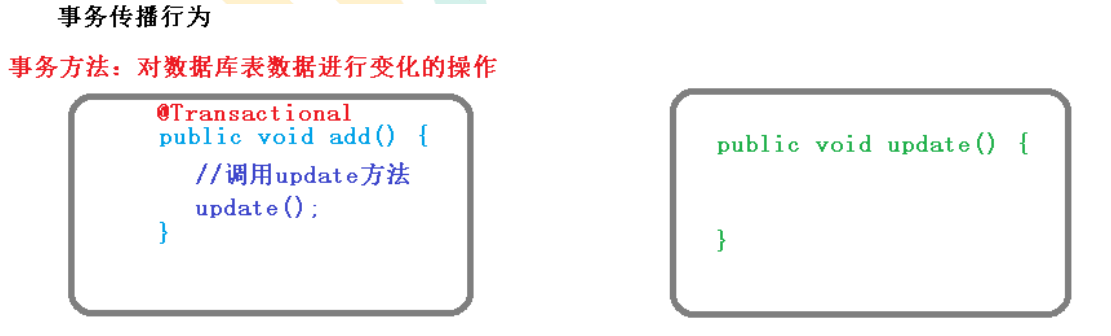 事务传播行为
事务方法：对数据库表数据进行变化的操作
@Transactional
public void add() {
//调用update方法
update();
}
public void update() {
}